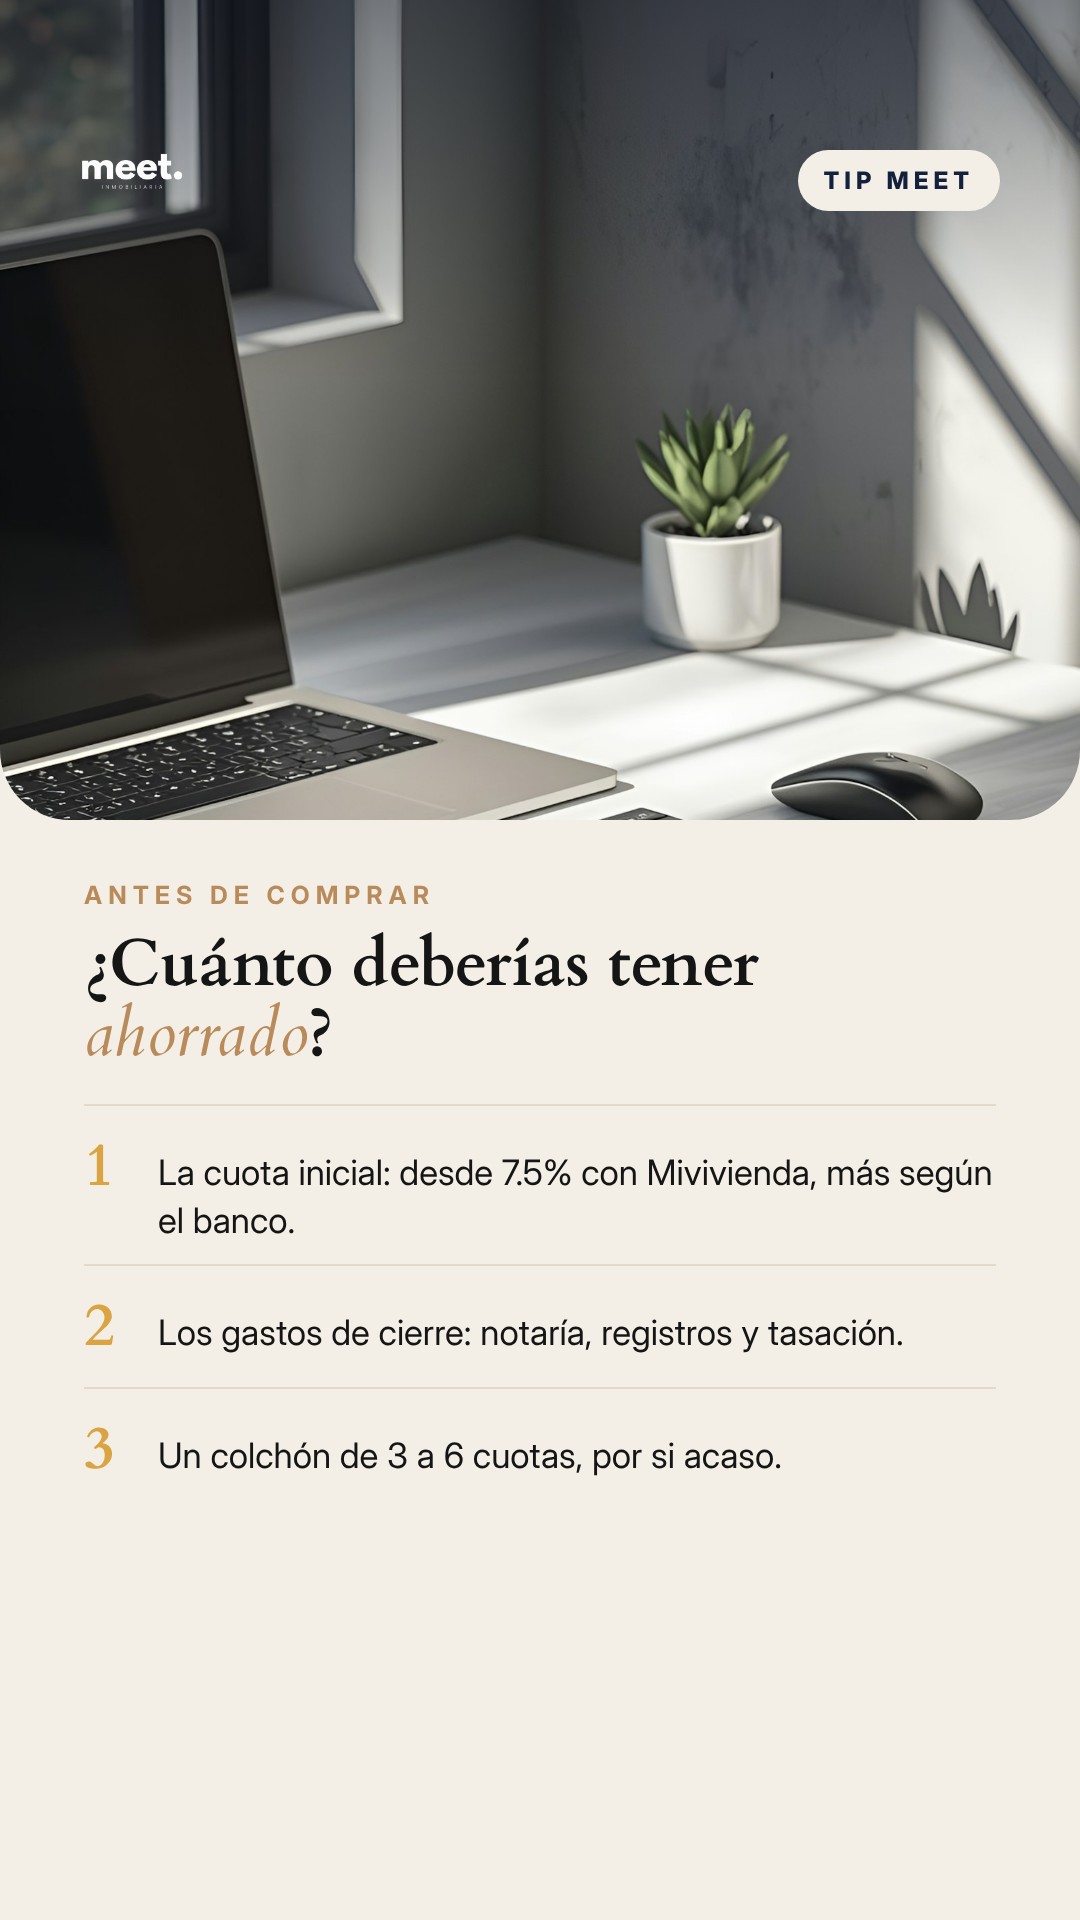 meet.
INMOBILIARIA
TIP MEET
ANTES DE COMPRAR
¿Cuánto deberías tener
ahorrado?
1 La cuota inicial: desde 7.5% con Mivivienda, más según
el banco.
2 Los gastos de cierre: notaría, registros y tasación.
3 Un colchón de 3 a 6 cuotas, por si acaso.